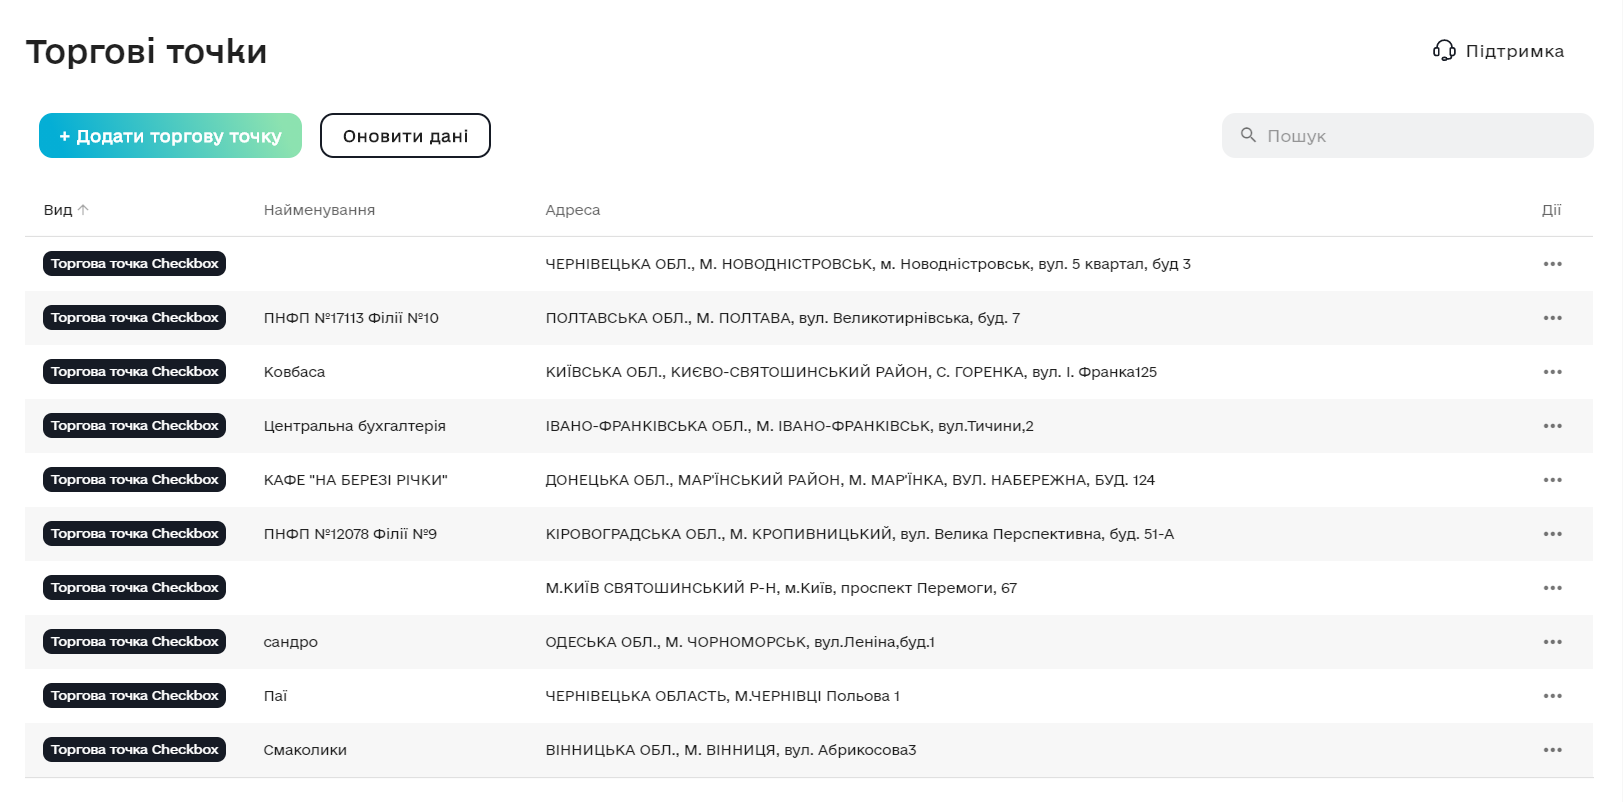 Торгові точки
Підтримка
+ Додати торгову точку
Оновити дані
Пошук
Вид Найменування Адреса Дії
Торгова точка Checkbox ЧЕРНІВЕЦЬКА ОБЛ., М. НОВОДНІСТРОВСЬК, м. Новодністровськ, вул. 5 квартал, буд 3
Торгова точка Checkbox ПНФП №17113 Філії №10 ПОЛТАВСЬКА ОБЛ., М. ПОЛТАВА, вул. Великотирнівська, буд. 7
Торгова точка Checkbox Ковбаса КИЇВСЬКА ОБЛ., КИЄВО-СВЯТОШИНСЬКИЙ РАЙОН, С. ГОРЕНКА, вул. І. Франка125
Торгова точка Checkbox Центральна бухгалтерія ІВАНО-ФРАНКІВСЬКА ОБЛ., М. ІВАНО-ФРАНКІВСЬК, вул.Тичини,2
Торгова точка Checkbox КАФЕ "НА БЕРЕЗІ РІЧКИ" ДОНЕЦЬКА ОБЛ., МАР'ЇНСЬКИЙ РАЙОН, М. МАР'ЇНКА, ВУЛ. НАБЕРЕЖНА, БУД. 124
Торгова точка Checkbox ПНФП №12078 Філії №9 КІРОВОГРАДСЬКА ОБЛ., М. КРОПИВНИЦЬКИЙ, вул. Велика Перспективна, буд. 51-А
Торгова точка Checkbox М.КИЇВ СВЯТОШИНСЬКИЙ Р-Н, м.Київ, проспект Перемоги, 67
Торгова точка Checkbox сандро ОДЕСЬКА ОБЛ., М. ЧОРНОМОРСЬК, вул.Леніна,буд.1
Торгова точка Checkbox Паї ЧЕРНІВЕЦЬКА ОБЛАСТЬ, М.ЧЕРНІВЦІ Польова 1
Торгова точка Checkbox Смаколики ВІННИЦЬКА ОБЛ., М. ВІННИЦЯ, вул. Абрикосова3